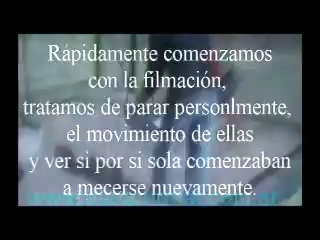 Rápidamente comenzamos
con la filmación,
tratamos de parar personlmente,
el movimiento de ellas
y ver si por si sola comenzaban
a mecerse nuevamente.